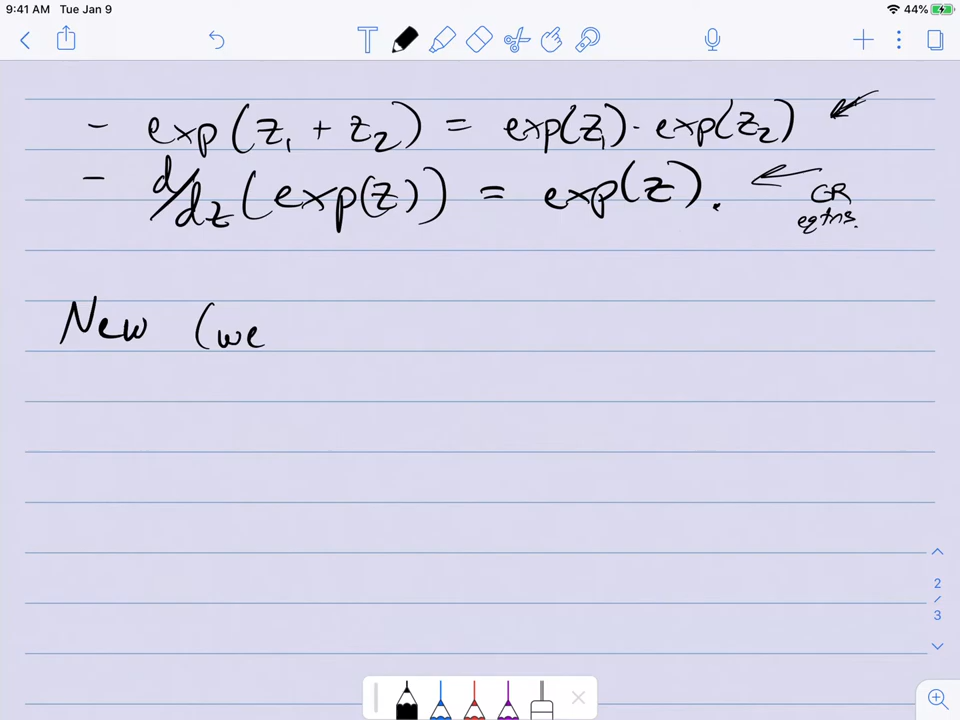 9:41 AM Tue Jan 9
44%
T
- exp(z₁ + z₂) = exp(z₁) · exp(z₂)
- d/dz(exp(z)) = exp(z).
CR
eqtns.
New (we
2
/
3